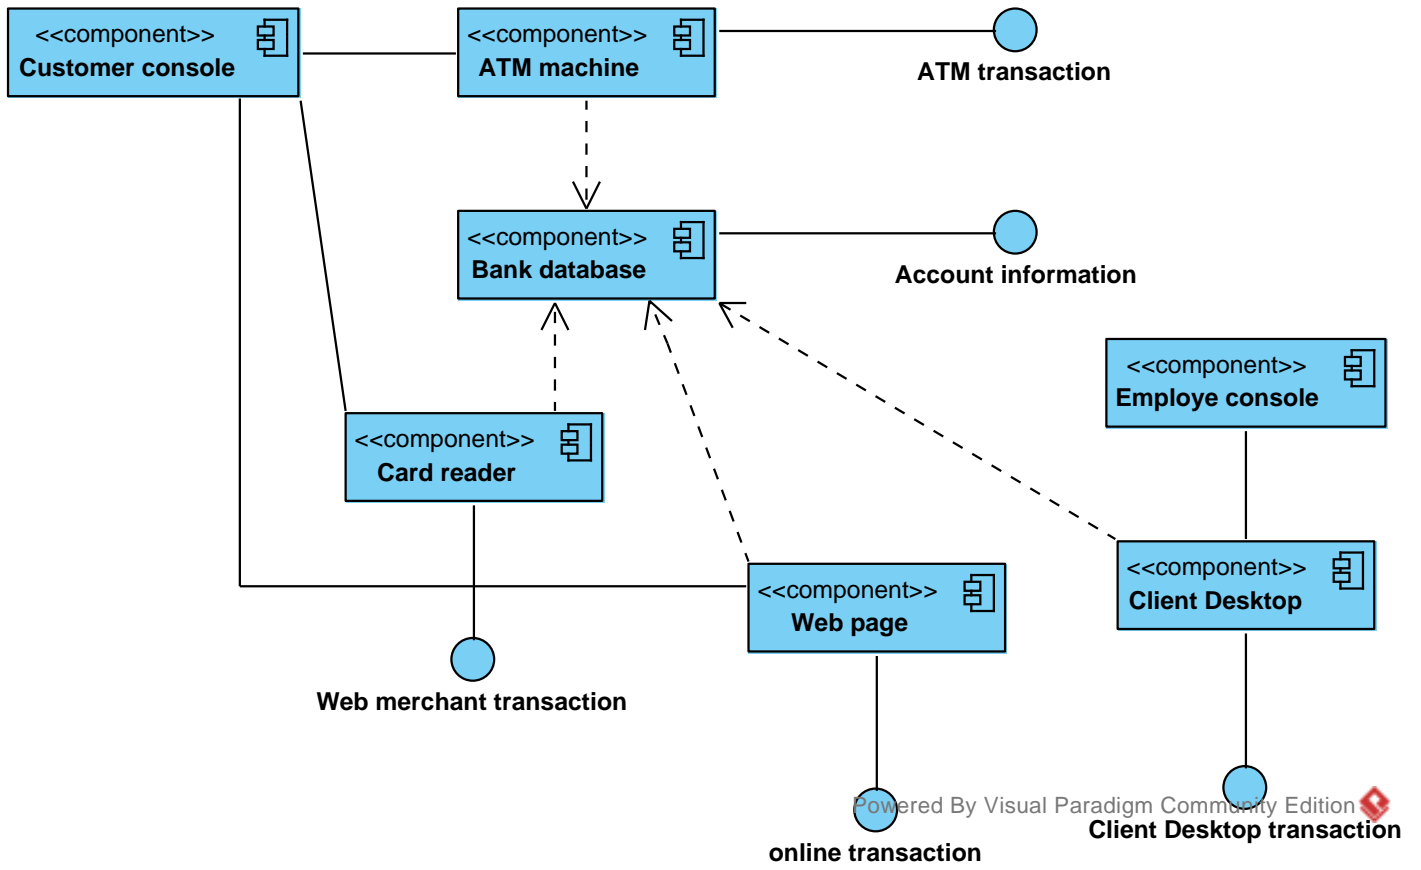 <<component>>
Customer console
<<component>>
ATM machine
ATM transaction
<<component>>
Bank database
Account information
<<component>>
Employe console
<<component>>
Card reader
<<component>>
Web page
<<component>>
Client Desktop
Web merchant transaction
Powered By Visual Paradigm Community Edition
Client Desktop transaction
online transaction